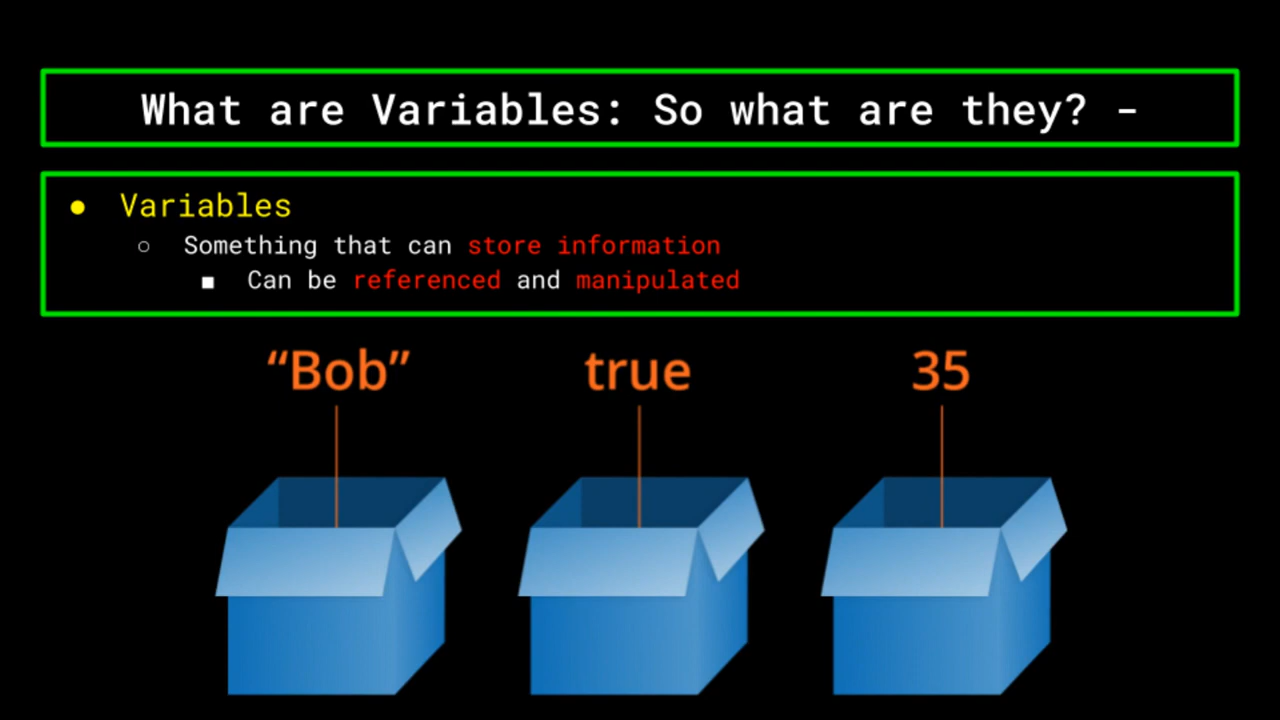 What are Variables: So what are they? -
● Variables
○ Something that can store information
■ Can be referenced and manipulated
“Bob” true 35